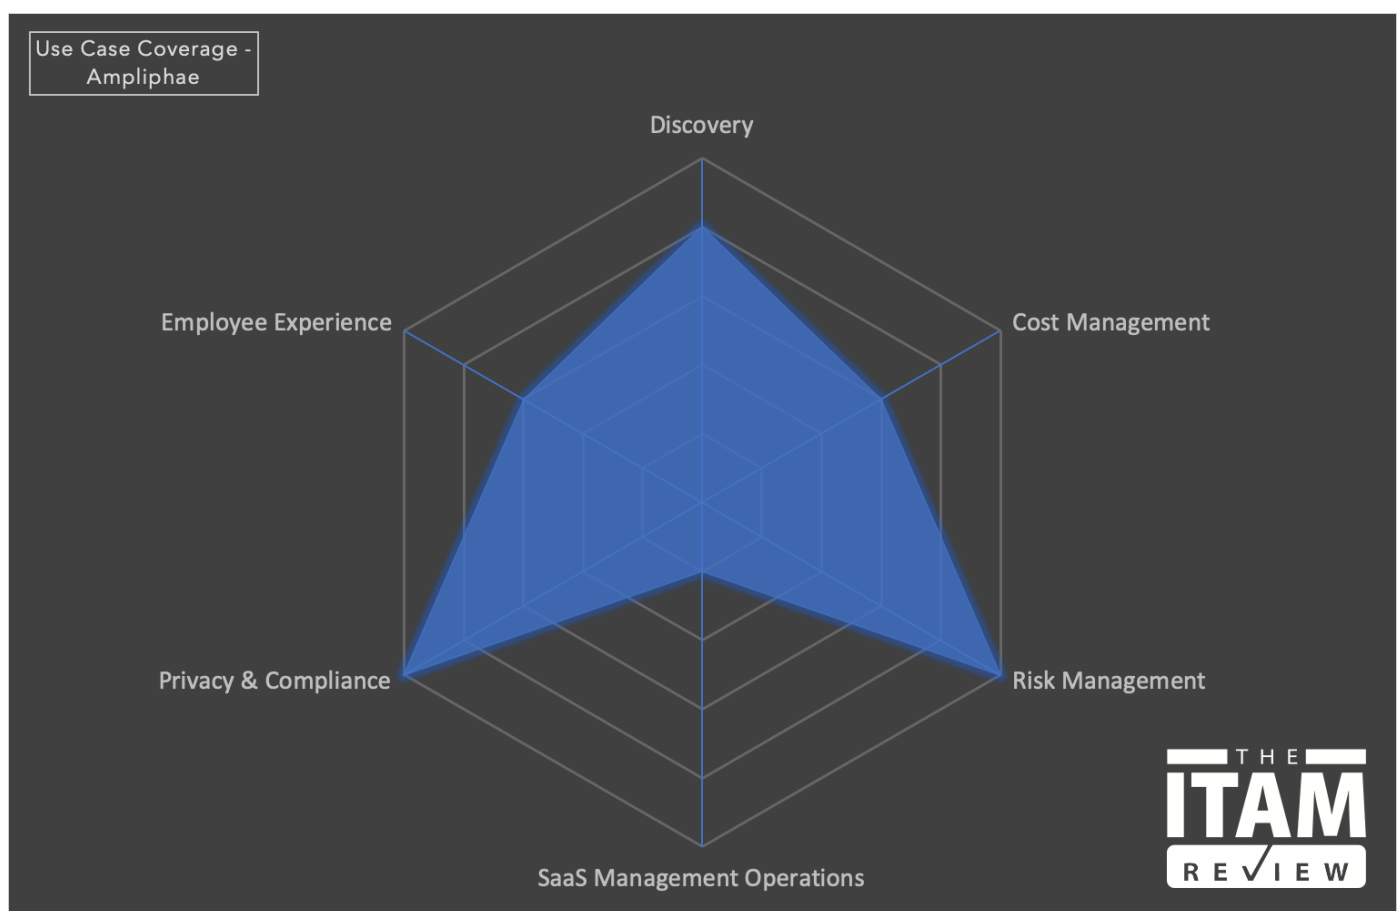 Use Case Coverage -
Ampliphae
Discovery
Employee Experience
Cost Management
Privacy & Compliance
Risk Management
SaaS Management Operations
THE
ITAM
REVIEW